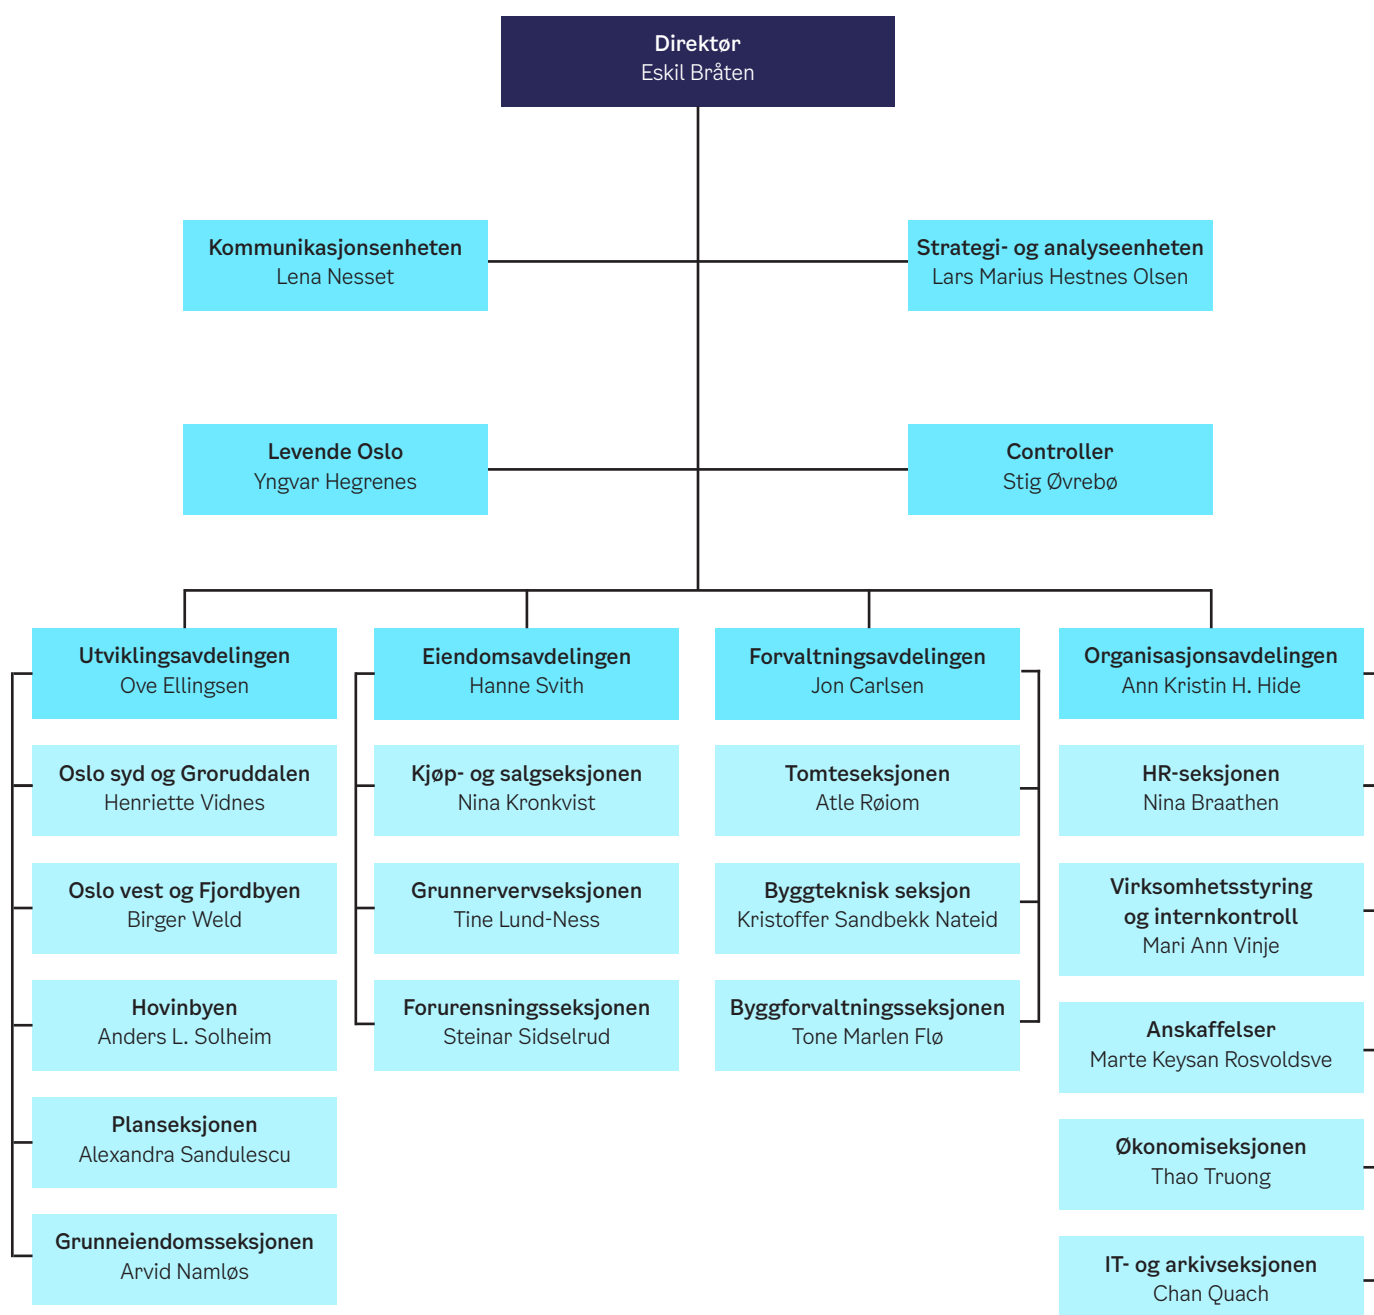 Direktør
Eskil Bråten
Kommunikasjonsenheten
Lena Nesset
Strategi- og analyseenheten
Lars Marius Hestnes Olsen
Levende Oslo
Yngvar Hegrenes
Controller
Stig Øvrebø
Utviklingsavdelingen
Ove Ellingsen
Oslo syd og Groruddalen
Henriette Vidnes
Oslo vest og Fjordbyen
Birger Weld
Hovinbyen
Anders L. Solheim
Planseksjonen
Alexandra Sandulescu
Grunneiendomsseksjonen
Arvid Namløs
Eiendomsavdelingen
Hanne Svith
Kjøp- og salgseksjonen
Nina Kronkvist
Grunnervervseksjonen
Tine Lund-Ness
Forurensningsseksjonen
Steinar Sidselrud
Forvaltningsavdelingen
Jon Carlsen
Tomteseksjonen
Atle Røiom
Byggteknisk seksjon
Kristoffer Sandbekk Nateid
Byggforvaltningsseksjonen
Tone Marlen Flø
Organisasjonsavdelingen
Ann Kristin H. Hide
HR-seksjonen
Nina Braathen
Virksomhetsstyring
og internkontroll
Mari Ann Vinje
Anskaffelser
Marte Keysan Rosvoldsve
Økonomiseksjonen
Thao Truong
IT- og arkivseksjonen
Chan Quach